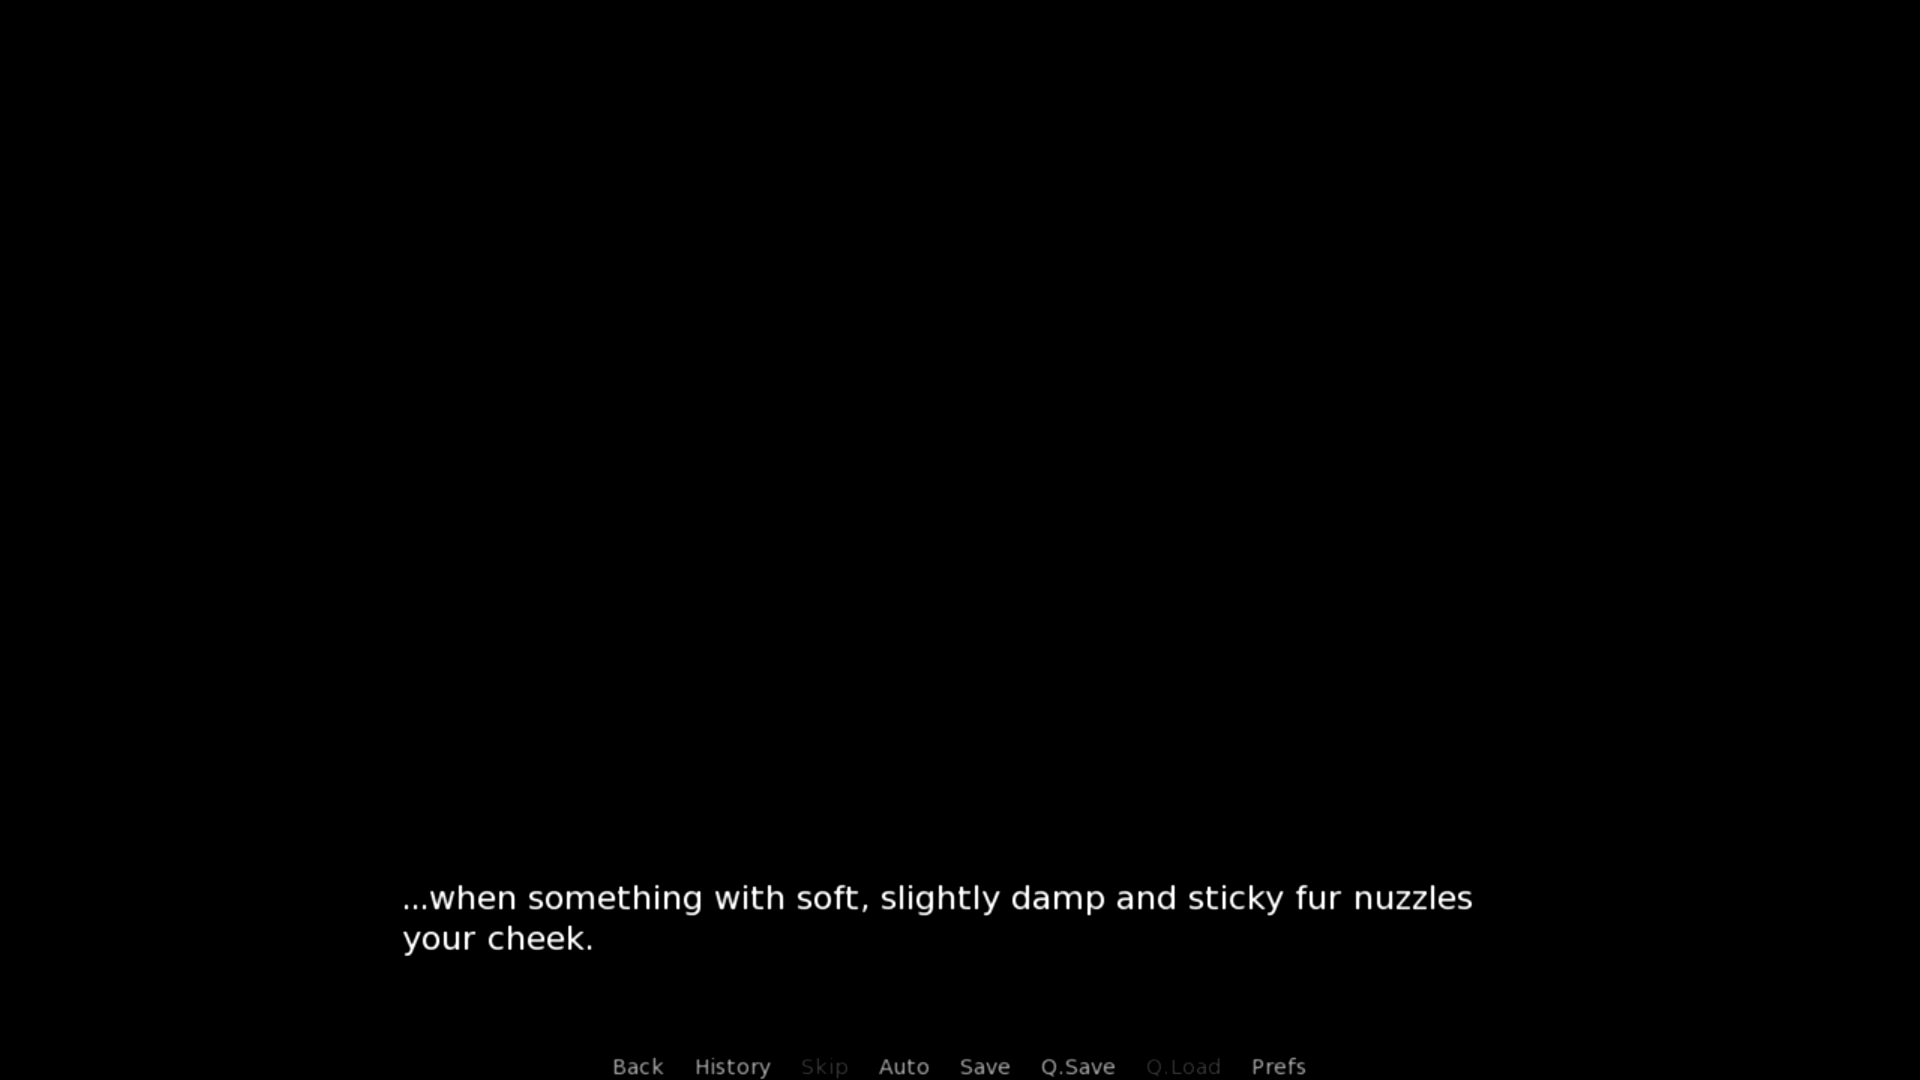 ...when something with soft, slightly damp and sticky fur nuzzles
your cheek.
Back History Skip Auto Save Q.Save Q.Load Prefs